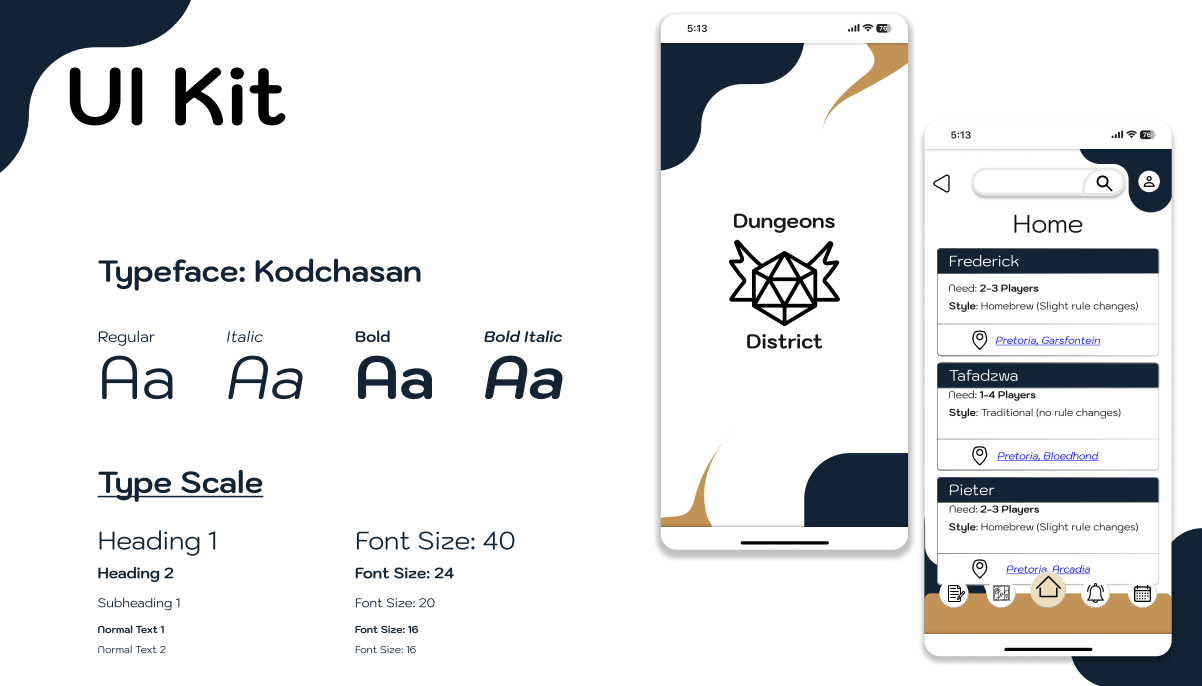 UI Kit
Typeface: Kodchasan
Regular
Italic
Bold
Bold Italic
Aa
Aa
Aa
Aa
Type Scale
Heading 1
Font Size: 40
Heading 2
Font Size: 24
Subheading 1
Font Size: 20
Normal Text 1
Font Size: 16
Normal Text 2
Font Size: 16
5:13
76
Dungeons
District
5:13
76
Home
Frederick
Need: 2-3 Players
Style: Homebrew (Slight rule changes)
Pretoria, Garsfontein
Tafadzwa
Need: 1-4 Players
Style: Traditional (no rule changes)
Pretoria, Bloedhond
Pieter
Need: 2-3 Players
Style: Homebrew (Slight rule changes)
Pretoria, Arcadia